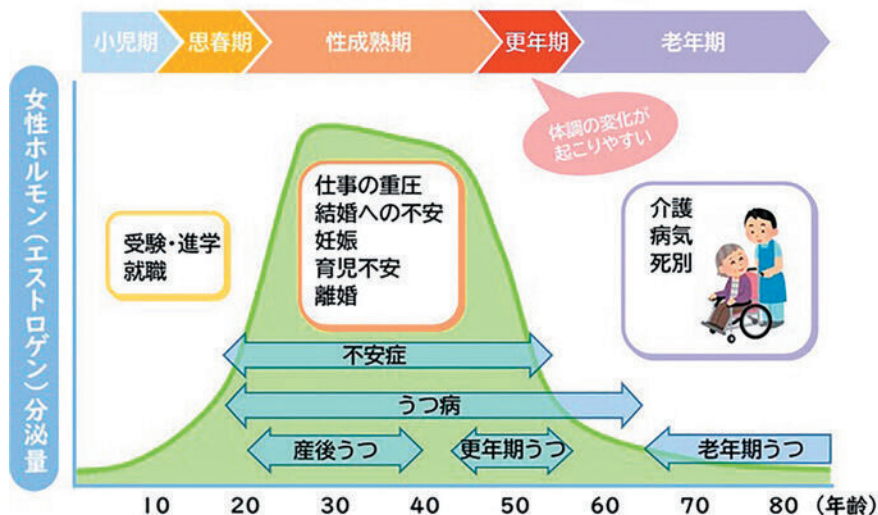 小児期
思春期
性成熟期
更年期
老年期
体調の変化が
起こりやすい
女性ホルモン(エストロゲン)分泌量
受験・進学
就職
仕事の重圧
結婚への不安
妊娠
育児不安
離婚
介護
病気
死別
不安症
うつ病
産後うつ
更年期うつ
老年期うつ
10 20 30 40 50 60 70 80 (年齢)